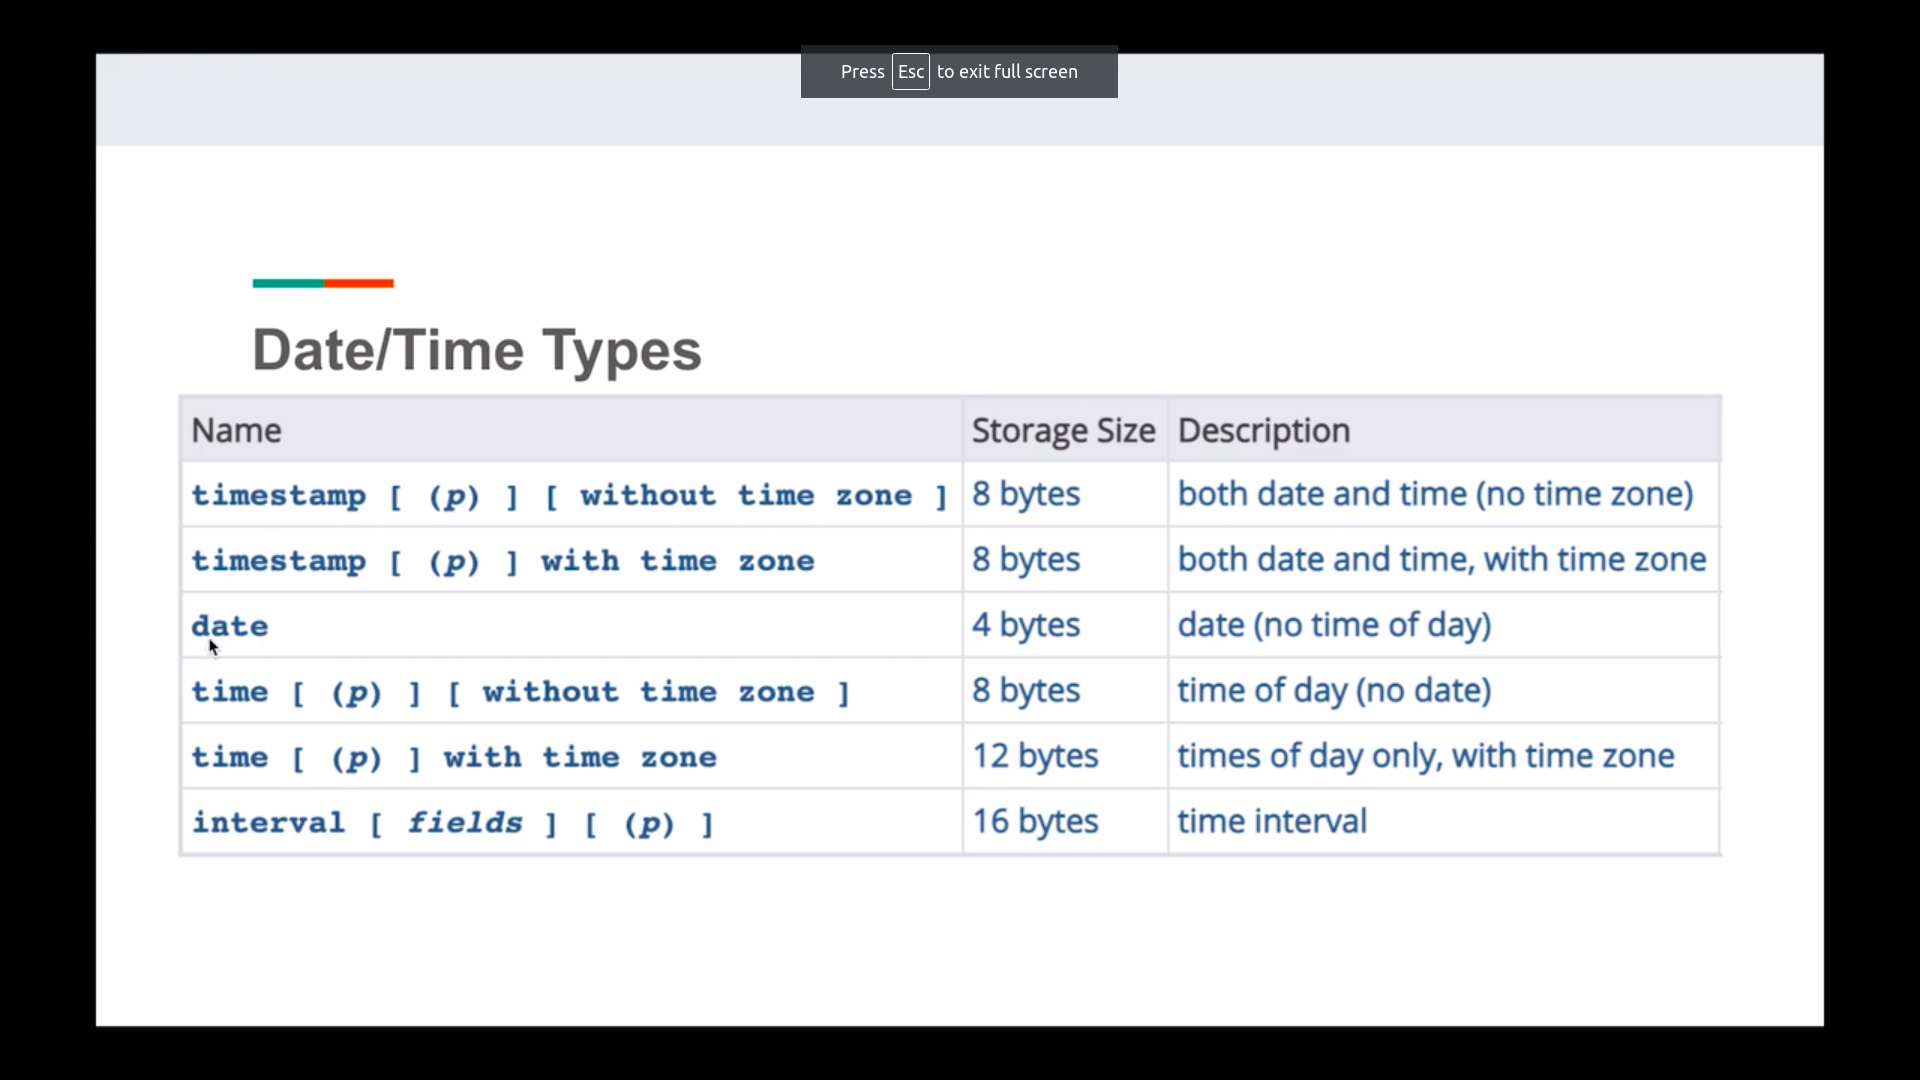 Press Esc to exit full screen
Date/Time Types
Name Storage Size Description
timestamp [ (p) ] [ without time zone ] 8 bytes both date and time (no time zone)
timestamp [ (p) ] with time zone 8 bytes both date and time, with time zone
date 4 bytes date (no time of day)
time [ (p) ] [ without time zone ] 8 bytes time of day (no date)
time [ (p) ] with time zone 12 bytes times of day only, with time zone
interval [ fields ] [ (p) ] 16 bytes time interval